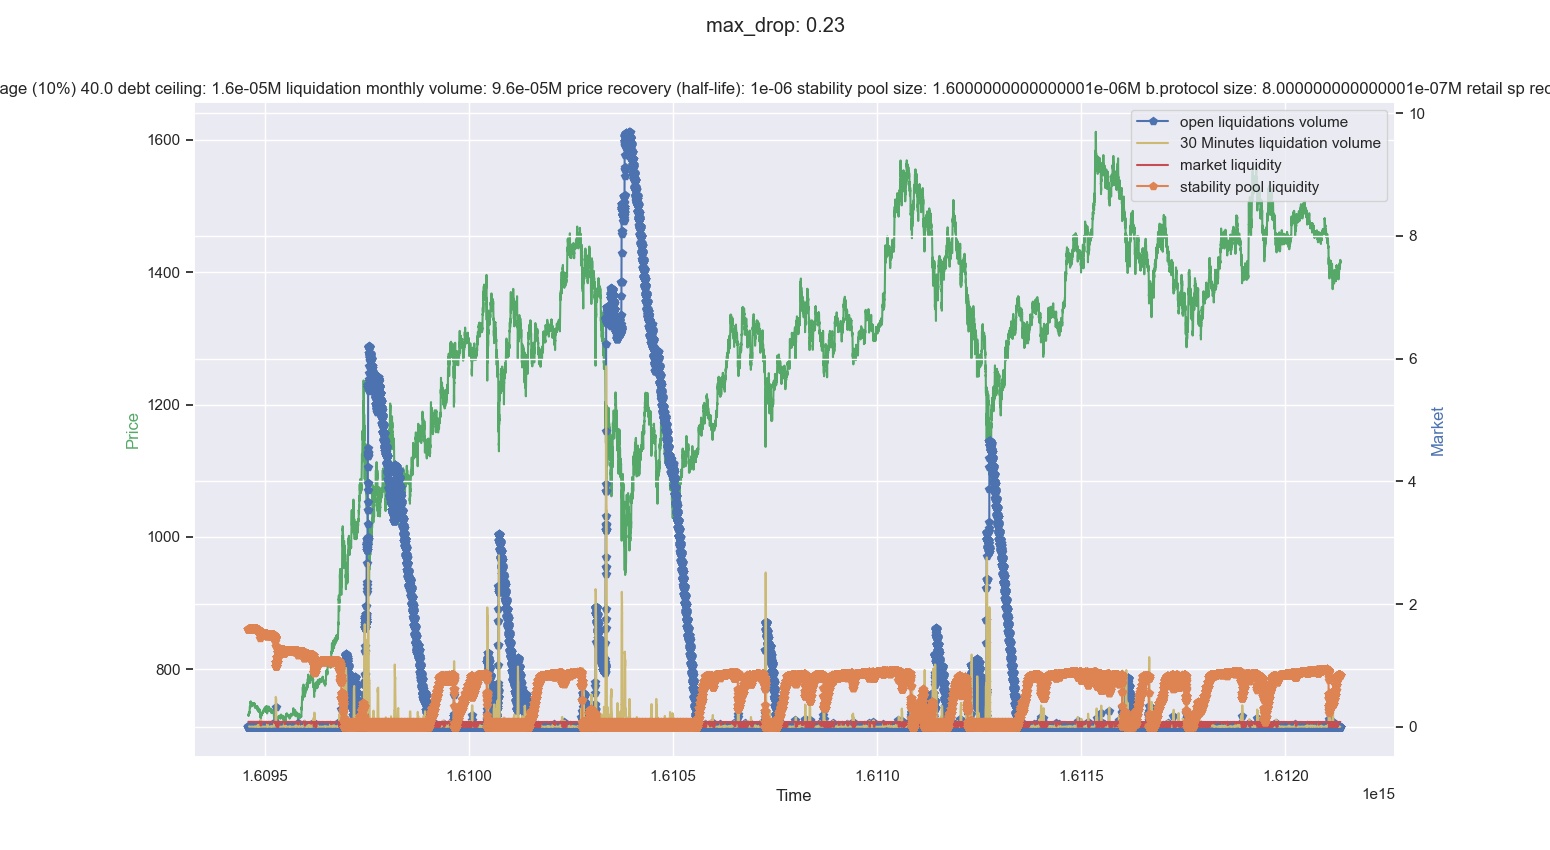 max_drop: 0.23
age (10%) 40.0 debt ceiling: 1.6e-05M liquidation monthly volume: 9.6e-05M price recovery (half-life): 1e-06 stability pool size: 1.6000000000000001e-06M b.protocol size: 8.000000000000001e-07M retail sp rec
open liquidations volume
30 Minutes liquidation volume
market liquidity
stability pool liquidity
1600
1400
1200
1000
800
Price
10
8
6
4
2
0
Market
1.6095 1.6100 1.6105 1.6110 1.6115 1.6120
1e15
Time